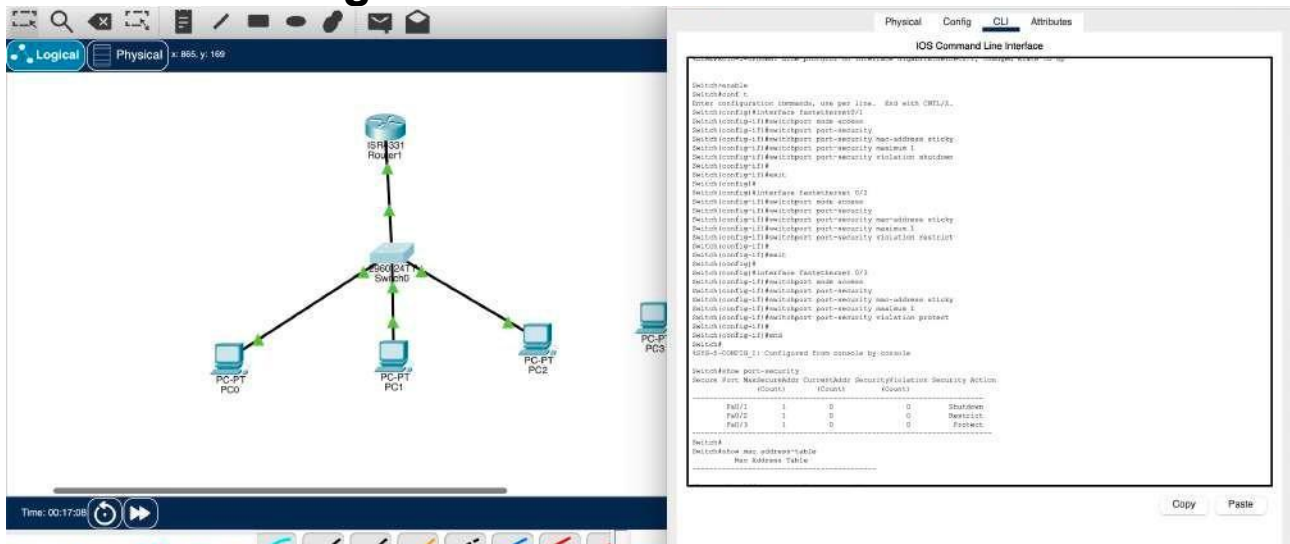 Logical
Physical
x: 865, y: 169
ISR4331
Router1
Switch0
PC-PT
PC0
PC-PT
PC1
PC-PT
PC2
PC3
Time: 00:17:08
Physical Config CLI Attributes
IOS Command Line Interface
Switch>enable
Switch#conf t
Enter configuration commands, one per line. End with CNTL/Z.
Switch(config)#interface fastethernet0/1
Switch(config-if)#switchport mode access
Switch(config-if)#switchport port-security
Switch(config-if)#switchport port-security mac-address sticky
Switch(config-if)#switchport port-security maximum 1
Switch(config-if)#switchport port-security violation shutdown
Switch(config-if)#
Switch(config-if)#exit
Switch(config)#
Switch(config)#interface fastethernet 0/2
Switch(config-if)#switchport mode access
Switch(config-if)#switchport port-security
Switch(config-if)#switchport port-security mac-address sticky
Switch(config-if)#switchport port-security maximum 1
Switch(config-if)#switchport port-security violation restrict
Switch(config-if)#
Switch(config-if)#exit
Switch(config)#
Switch(config)#interface fastethernet 0/3
Switch(config-if)#switchport mode access
Switch(config-if)#switchport port-security
Switch(config-if)#switchport port-security mac-address sticky
Switch(config-if)#switchport port-security maximum 1
Switch(config-if)#switchport port-security violation protect
Switch(config-if)#
Switch(config-if)#end
Switch#
%SYS-5-CONFIG_I: Configured from console by console
Switch#show port-security
Secure Port MaxSecureAddr CurrentAddr SecurityViolation Security Action
(Count) (Count) (Count)
Fa0/1 1 0 0 Shutdown
Fa0/2 1 0 0 Restrict
Fa0/3 1 0 0 Protect
Switch#
Switch#show mac address-table
Mac Address Table
Copy Paste